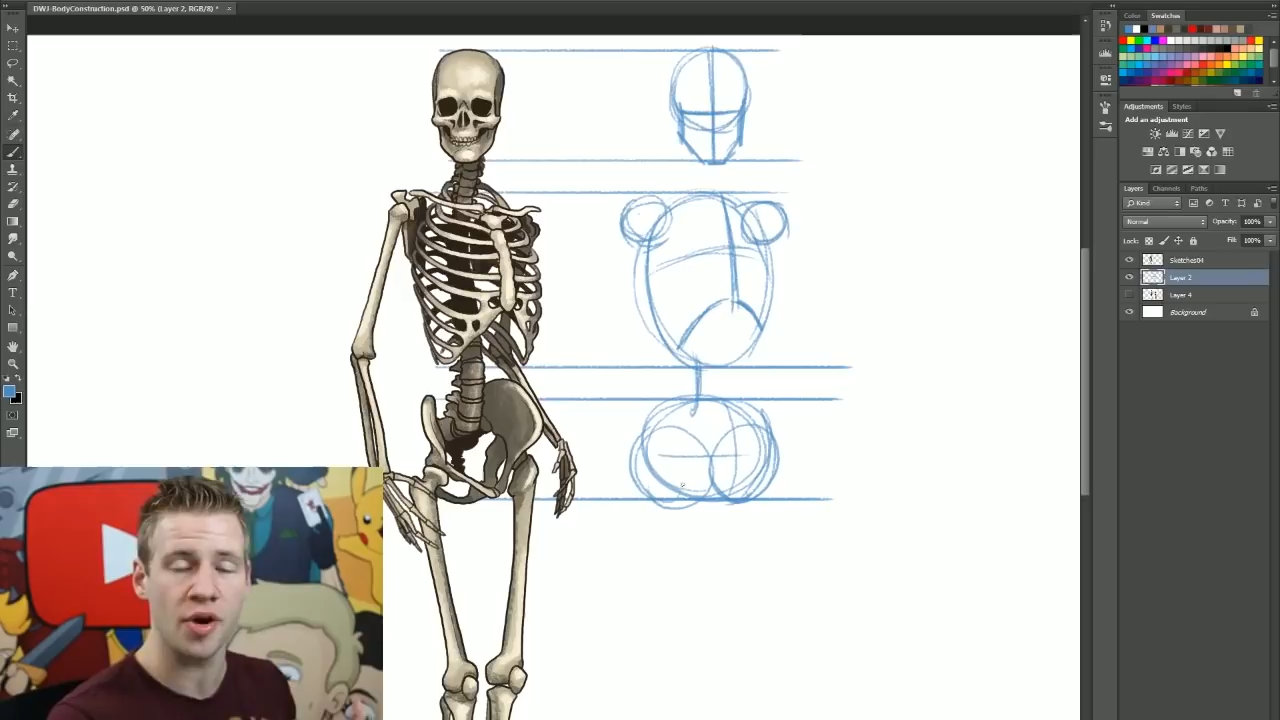 DWJ-BodyConstruction.psd @ 50% (Layer 2, RGB/8) *
Color Swatches
Adjustments Styles
Add an adjustment
Layers Channels Paths
Kind
Normal Opacity: 100%
Lock: Fill: 100%
Sketches04
Layer 2
Layer 4
Background
T